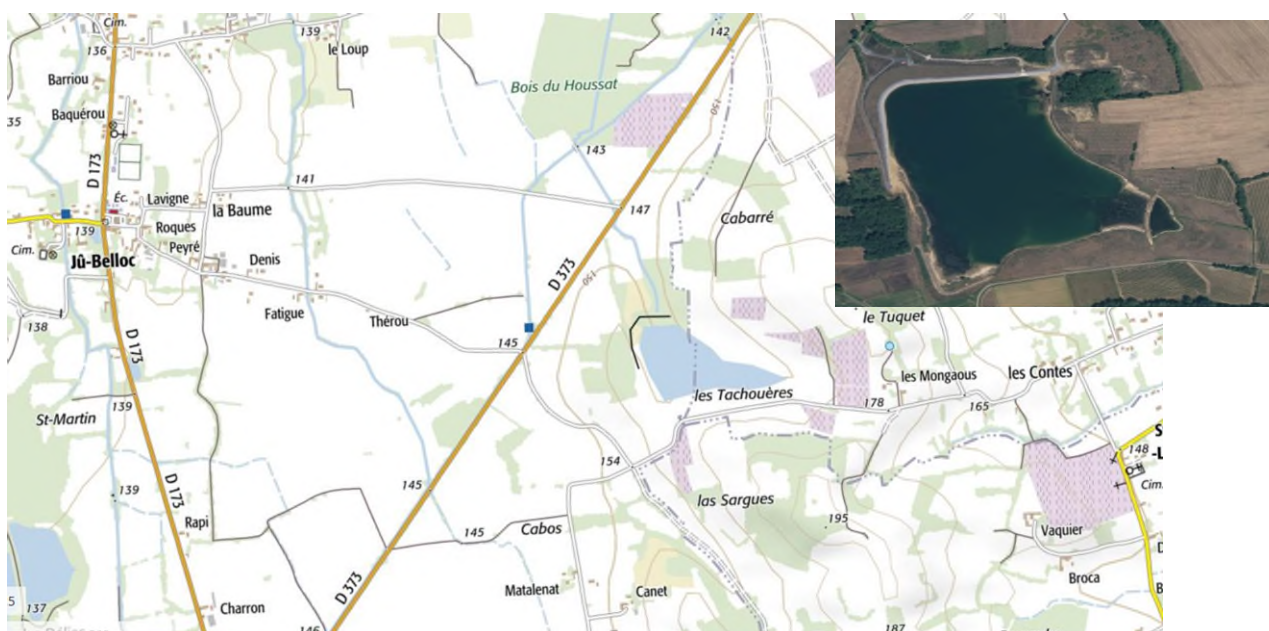 Cim.
136
139
le Loup
142
Barriou
Bois du Houssat
Baquérou
150
35
143
D 173
141
Éc.
Lavigne
la Baume
147
Cabarré
139
Roques
Cim.
Peyré
Jû-Belloc
Denis
D 373
150
Fatigue
Thérou
le Tuquet
138
D 173
145
les Mongaous
les Contes
les Tachouères
178
165
St-Martin
139
148
154
Cim.
D 173
139
145
las Sargues
195
Rapi
145
Cabos
Vaquier
Matalenat
Canet
Broca
D 373
137
Charron
146
187